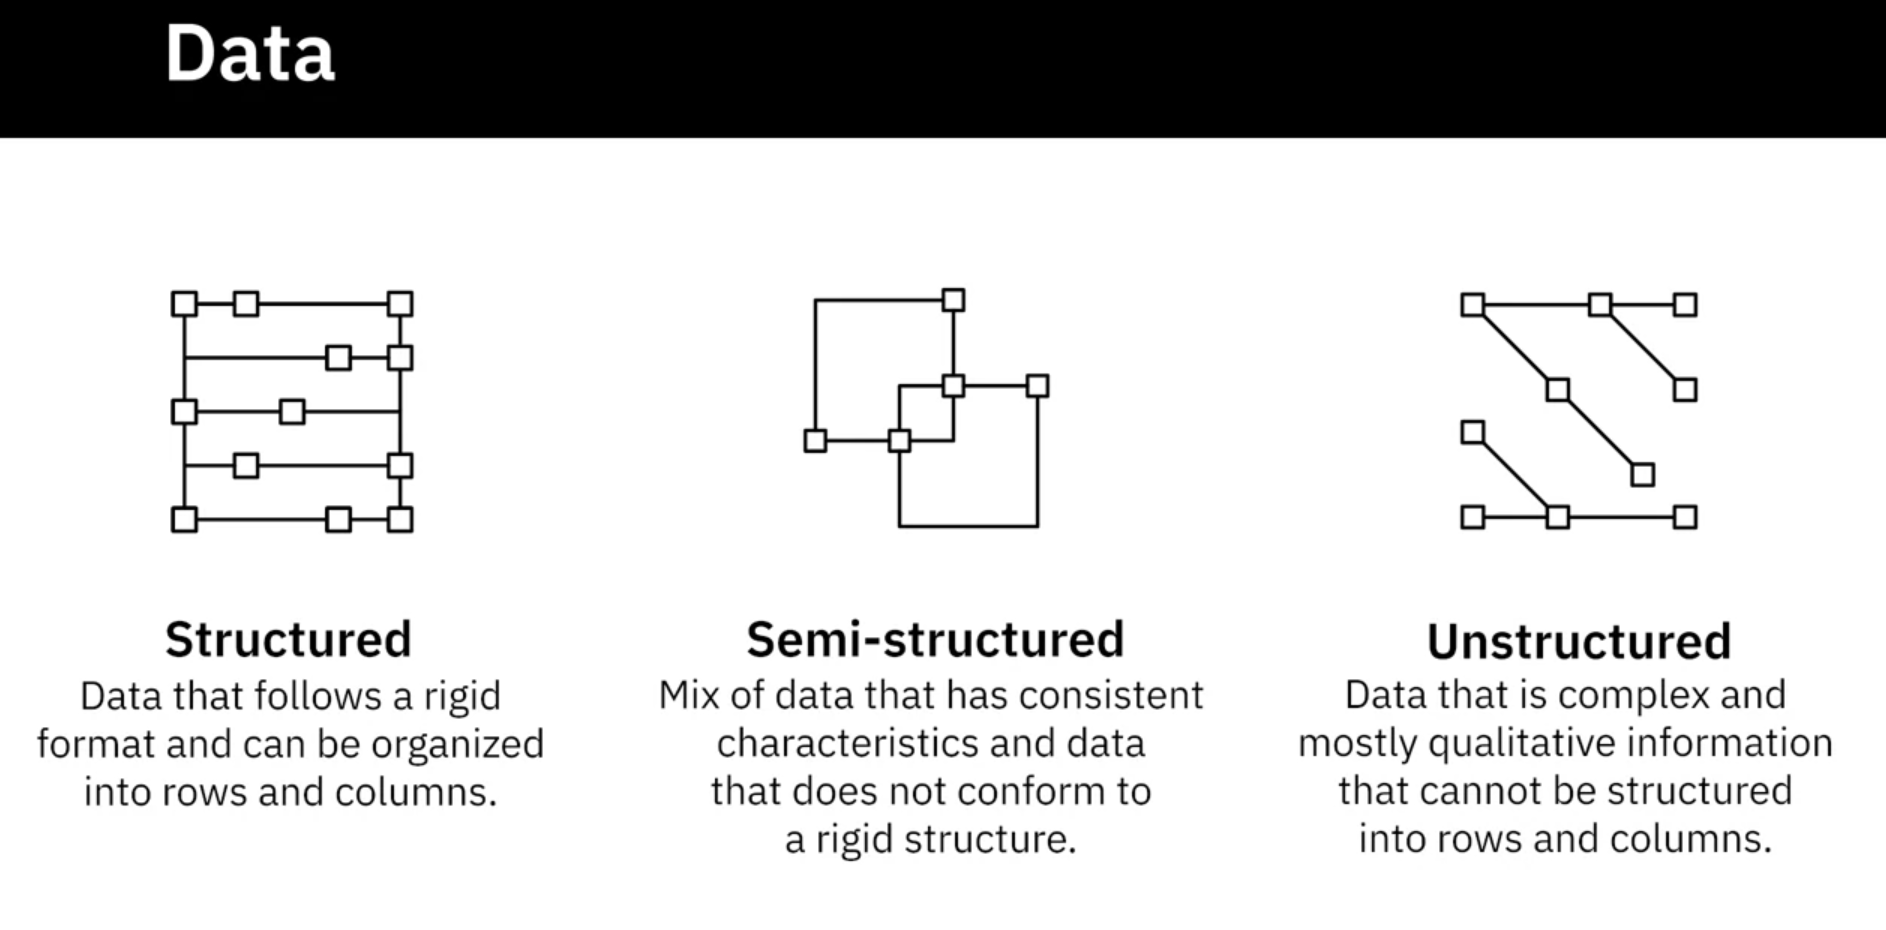 Data
Structured
Data that follows a rigid
format and can be organized
into rows and columns.
Semi-structured
Mix of data that has consistent
characteristics and data
that does not conform to
a rigid structure.
Unstructured
Data that is complex and
mostly qualitative information
that cannot be structured
into rows and columns.